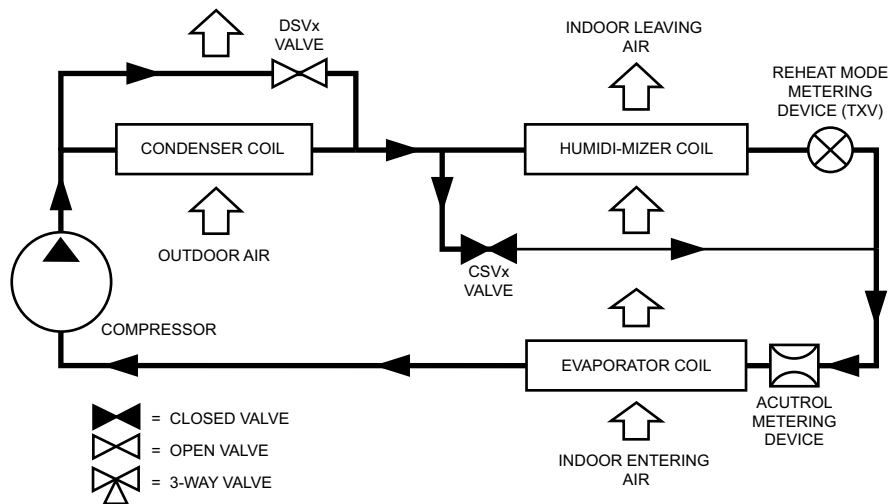 DSVx
VALVE
INDOOR LEAVING
AIR
REHEAT MODE
METERING
DEVICE (TXV)
CONDENSER COIL
HUMIDI-MIZER COIL
OUTDOOR AIR
CSVx
VALVE
COMPRESSOR
EVAPORATOR COIL
ACUTROL
METERING
DEVICE
INDOOR ENTERING
AIR
= CLOSED VALVE
= OPEN VALVE
= 3-WAY VALVE